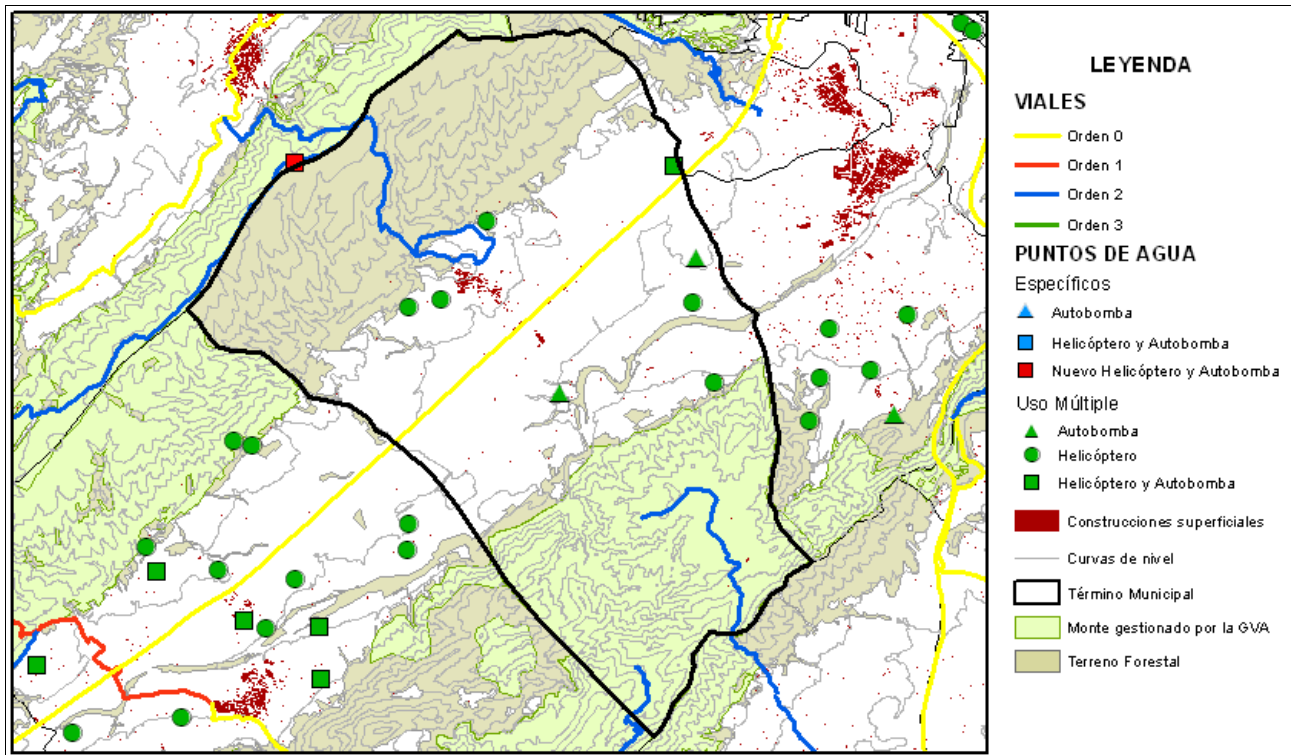 LEYENDA
VIALES
Orden 0
Orden 1
Orden 2
Orden 3
PUNTOS DE AGUA
Específicos
Autobomba
Helicóptero y Autobomba
Nuevo Helicóptero y Autobomba
Uso Múltiple
Autobomba
Helicóptero
Helicóptero y Autobomba
Construcciones superficiales
Curvas de nivel
Término Municipal
Monte gestionado por la GVA
Terreno Forestal